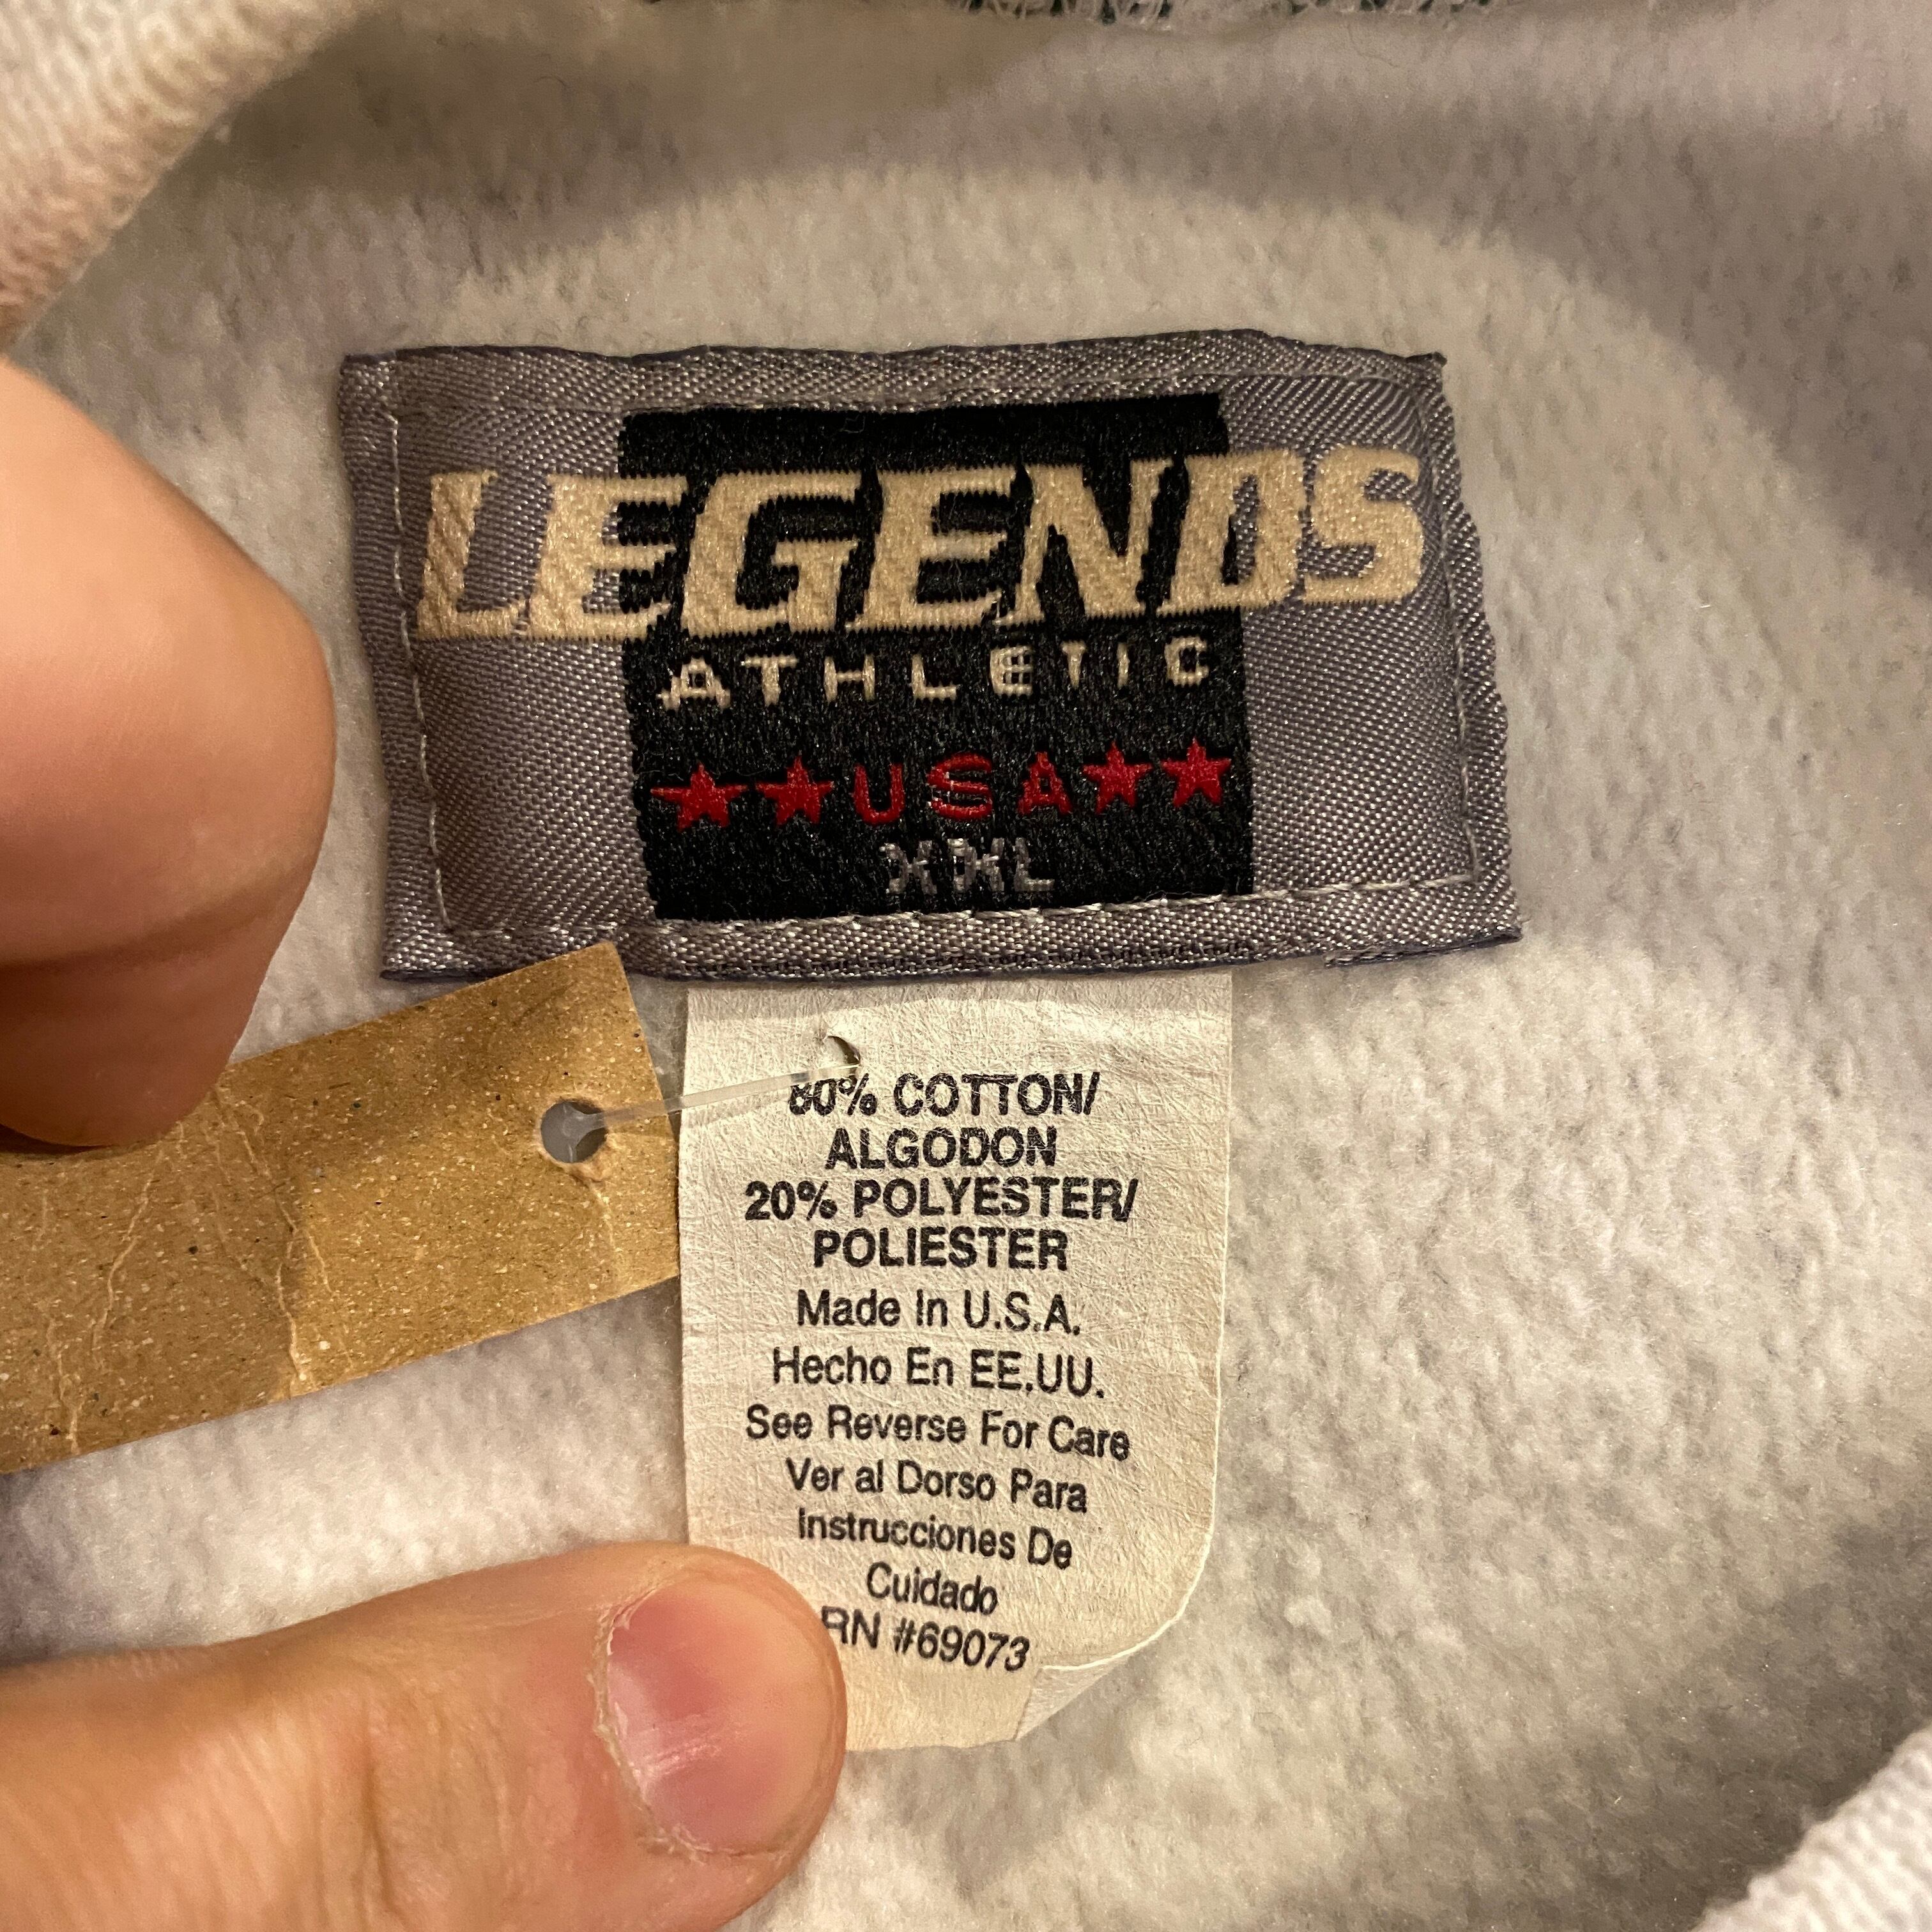 LEGENDS
ATHLETIC
★★USA★★
XXL
80% COTTON/
ALGODON
20% POLYESTER/
POLIESTER
Made In U.S.A.
Hecho En EE.UU.
See Reverse For Care
Ver al Dorso Para
Instrucciones De
Cuidado
RN #69073